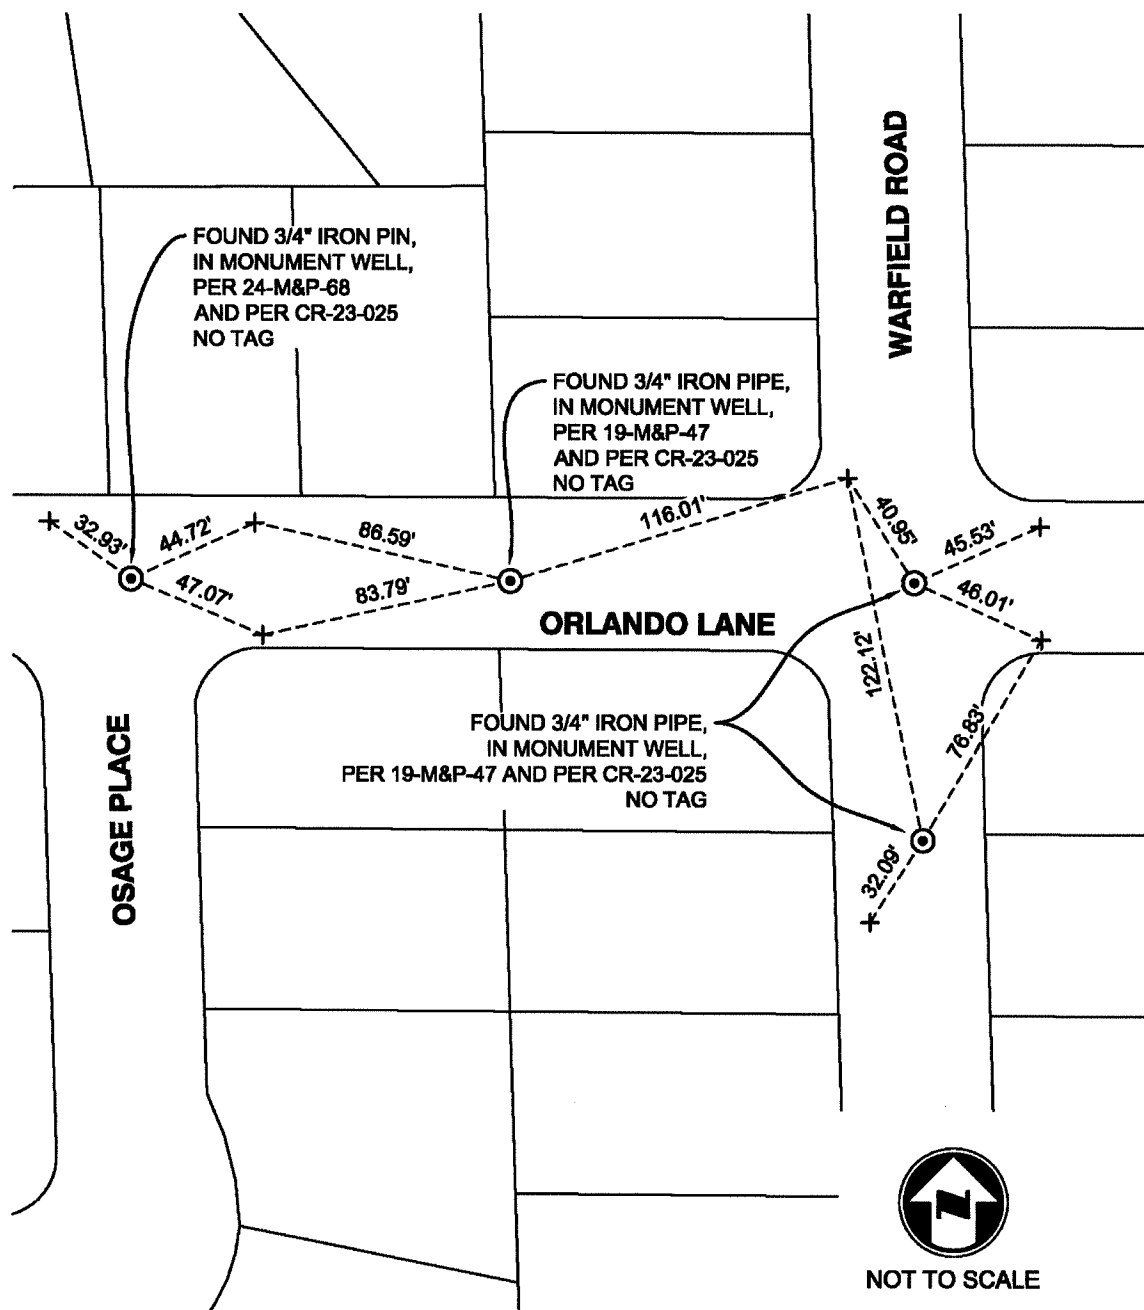 WARFIELD ROAD
FOUND 3/4" IRON PIN,
IN MONUMENT WELL,
PER 24-M&P-68
AND PER CR-23-025
NO TAG
FOUND 3/4" IRON PIPE,
IN MONUMENT WELL,
PER 19-M&P-47
AND PER CR-23-025
NO TAG
32.93'
44.72'
86.59'
116.01'
40.95'
45.53'
47.07'
83.79'
46.01'
ORLANDO LANE
122.12'
76.83'
OSAGE PLACE
FOUND 3/4" IRON PIPE,
IN MONUMENT WELL,
PER 19-M&P-47 AND PER CR-23-025
NO TAG
32.09'
N
NOT TO SCALE